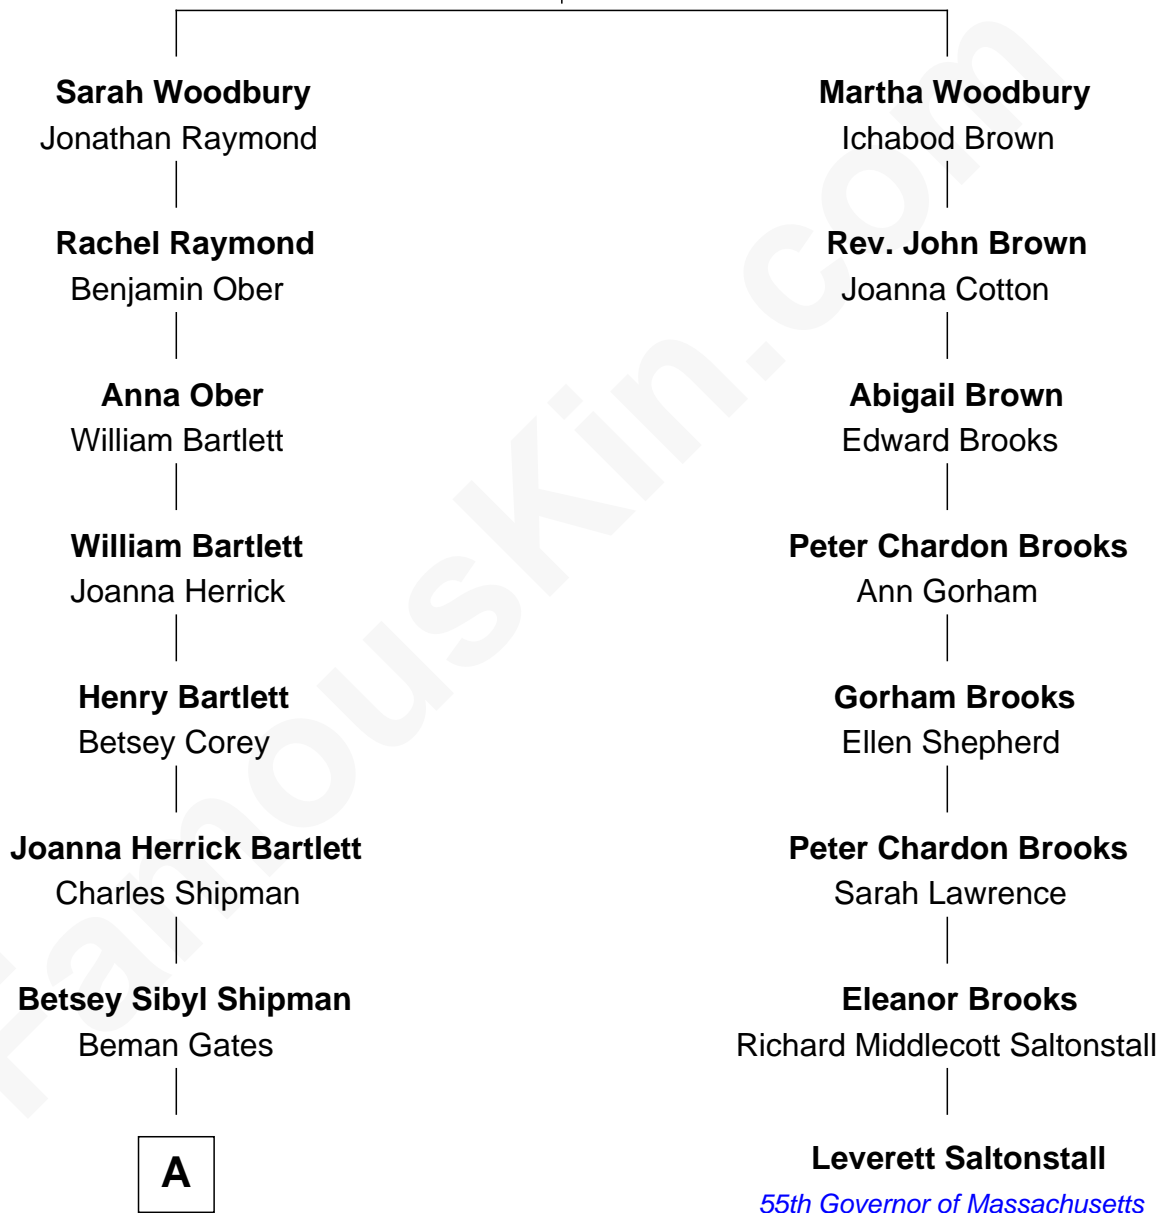 Sarah Woodbury
Jonathan Raymond
Martha Woodbury
Ichabod Brown
Rachel Raymond
Benjamin Ober
Rev. John Brown
Joanna Cotton
Anna Ober
William Bartlett
Abigail Brown
Edward Brooks
William Bartlett
Joanna Herrick
Peter Chardon Brooks
Ann Gorham
Henry Bartlett
Betsey Corey
Gorham Brooks
Ellen Shepherd
Joanna Herrick Bartlett
Charles Shipman
Peter Chardon Brooks
Sarah Lawrence
Betsey Sibyl Shipman
Beman Gates
Eleanor Brooks
Richard Middlecott Saltonstall
A
Leverett Saltonstall
55th Governor of Massachusetts
FamousKin.com